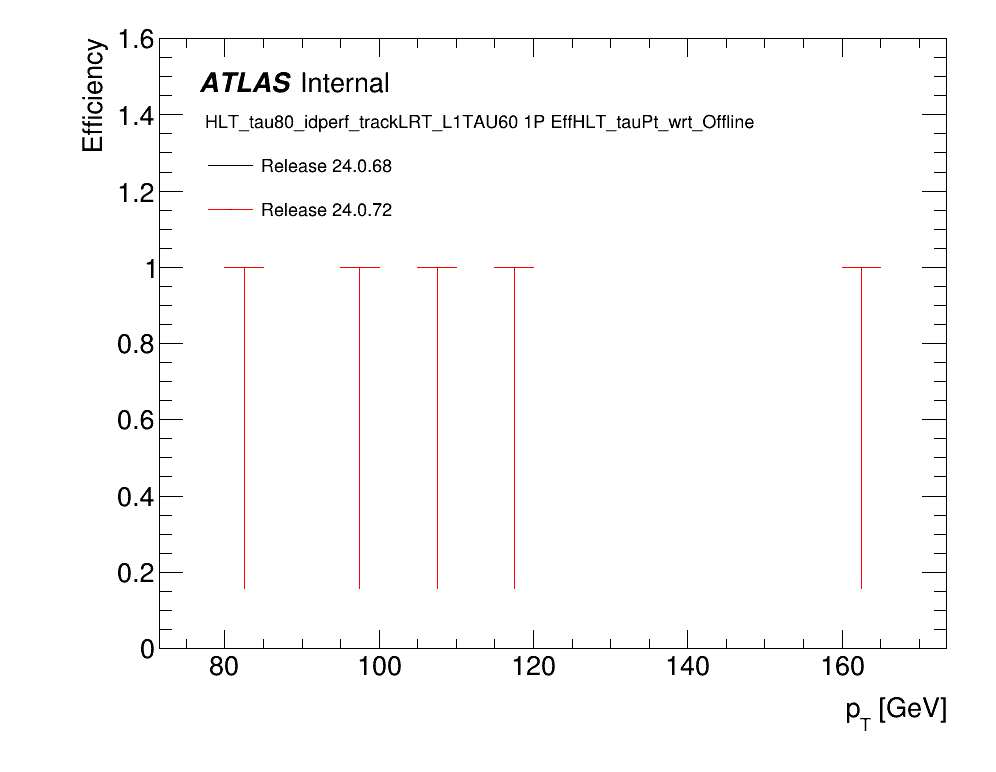 Efficiency
1.6
1.4
1.2
1
0.8
0.6
0.4
0.2
0
ATLAS Internal
HLT_tau80_idperf_trackLRT_L1TAU60 1P EffHLT_tauPt_wrt_Offline
Release 24.0.68
Release 24.0.72
80 100 120 140 160
p_T [GeV]